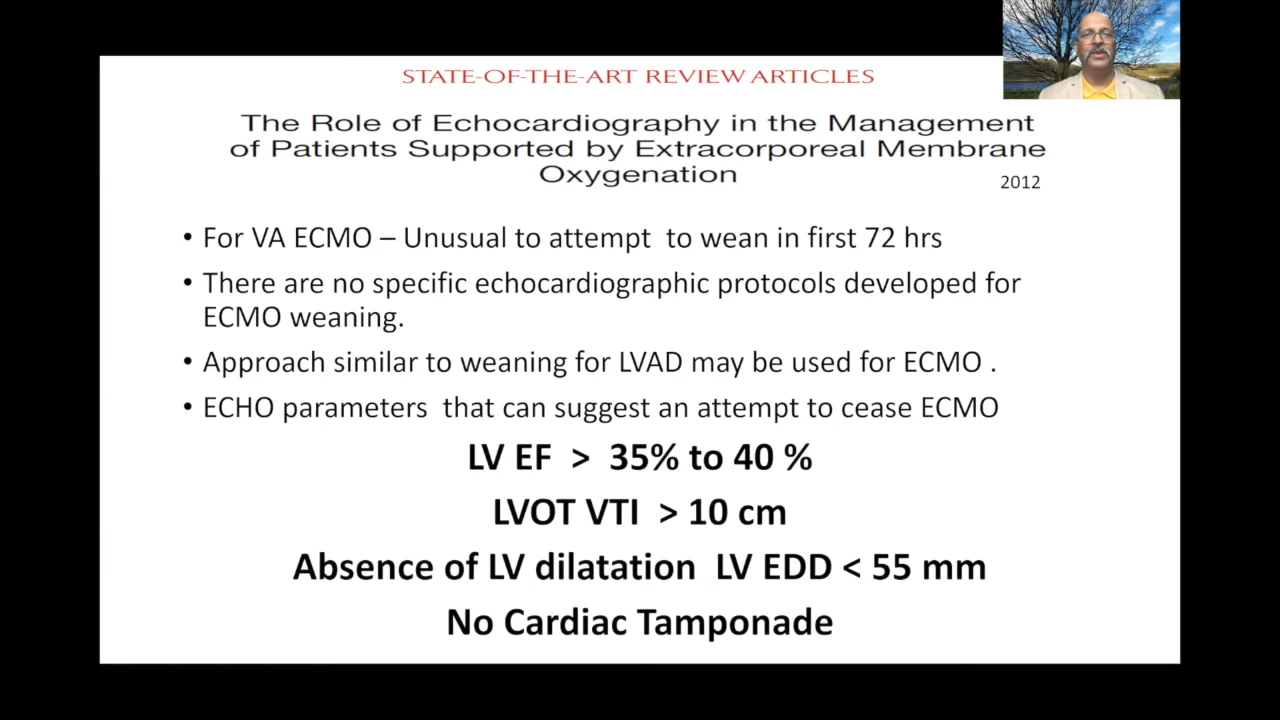 STATE-OF-THE-ART REVIEW ARTICLES
The Role of Echocardiography in the Management
of Patients Supported by Extracorporeal Membrane
Oxygenation
2012
• For VA ECMO – Unusual to attempt to wean in first 72 hrs
• There are no specific echocardiographic protocols developed for
ECMO weaning.
• Approach similar to weaning for LVAD may be used for ECMO .
• ECHO parameters that can suggest an attempt to cease ECMO
LV EF > 35% to 40 %
LVOT VTI > 10 cm
Absence of LV dilatation LV EDD < 55 mm
No Cardiac Tamponade